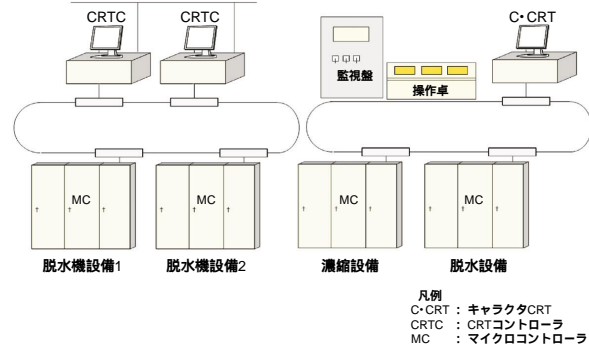 CRTC
CRTC
C・CRT
監視盤
操作卓
MC
MC
MC
MC
脱水機設備1
脱水機設備2
濃縮設備
脱水設備
凡例
C・CRT : キャラクタCRT
CRTC : CRTコントローラ
MC : マイクロコントローラ